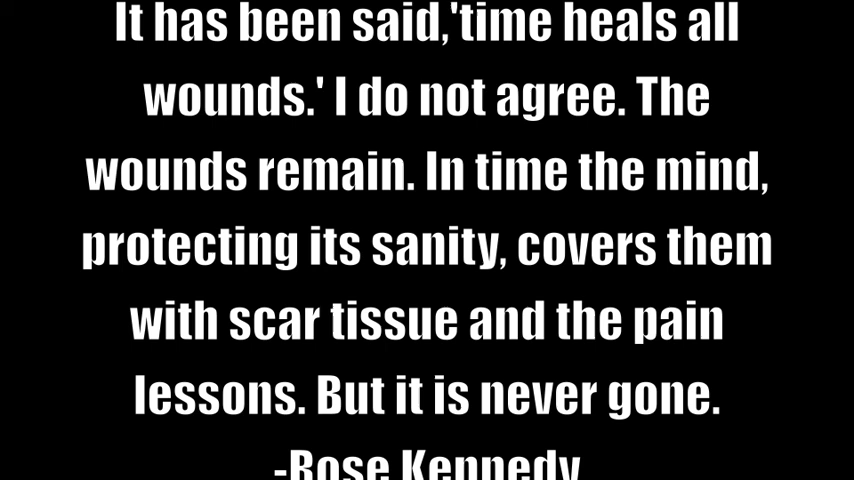 It has been said,'time heals all
wounds.' I do not agree. The
wounds remain. In time the mind,
protecting its sanity, covers them
with scar tissue and the pain
lessons. But it is never gone.
-Rose Kennedy